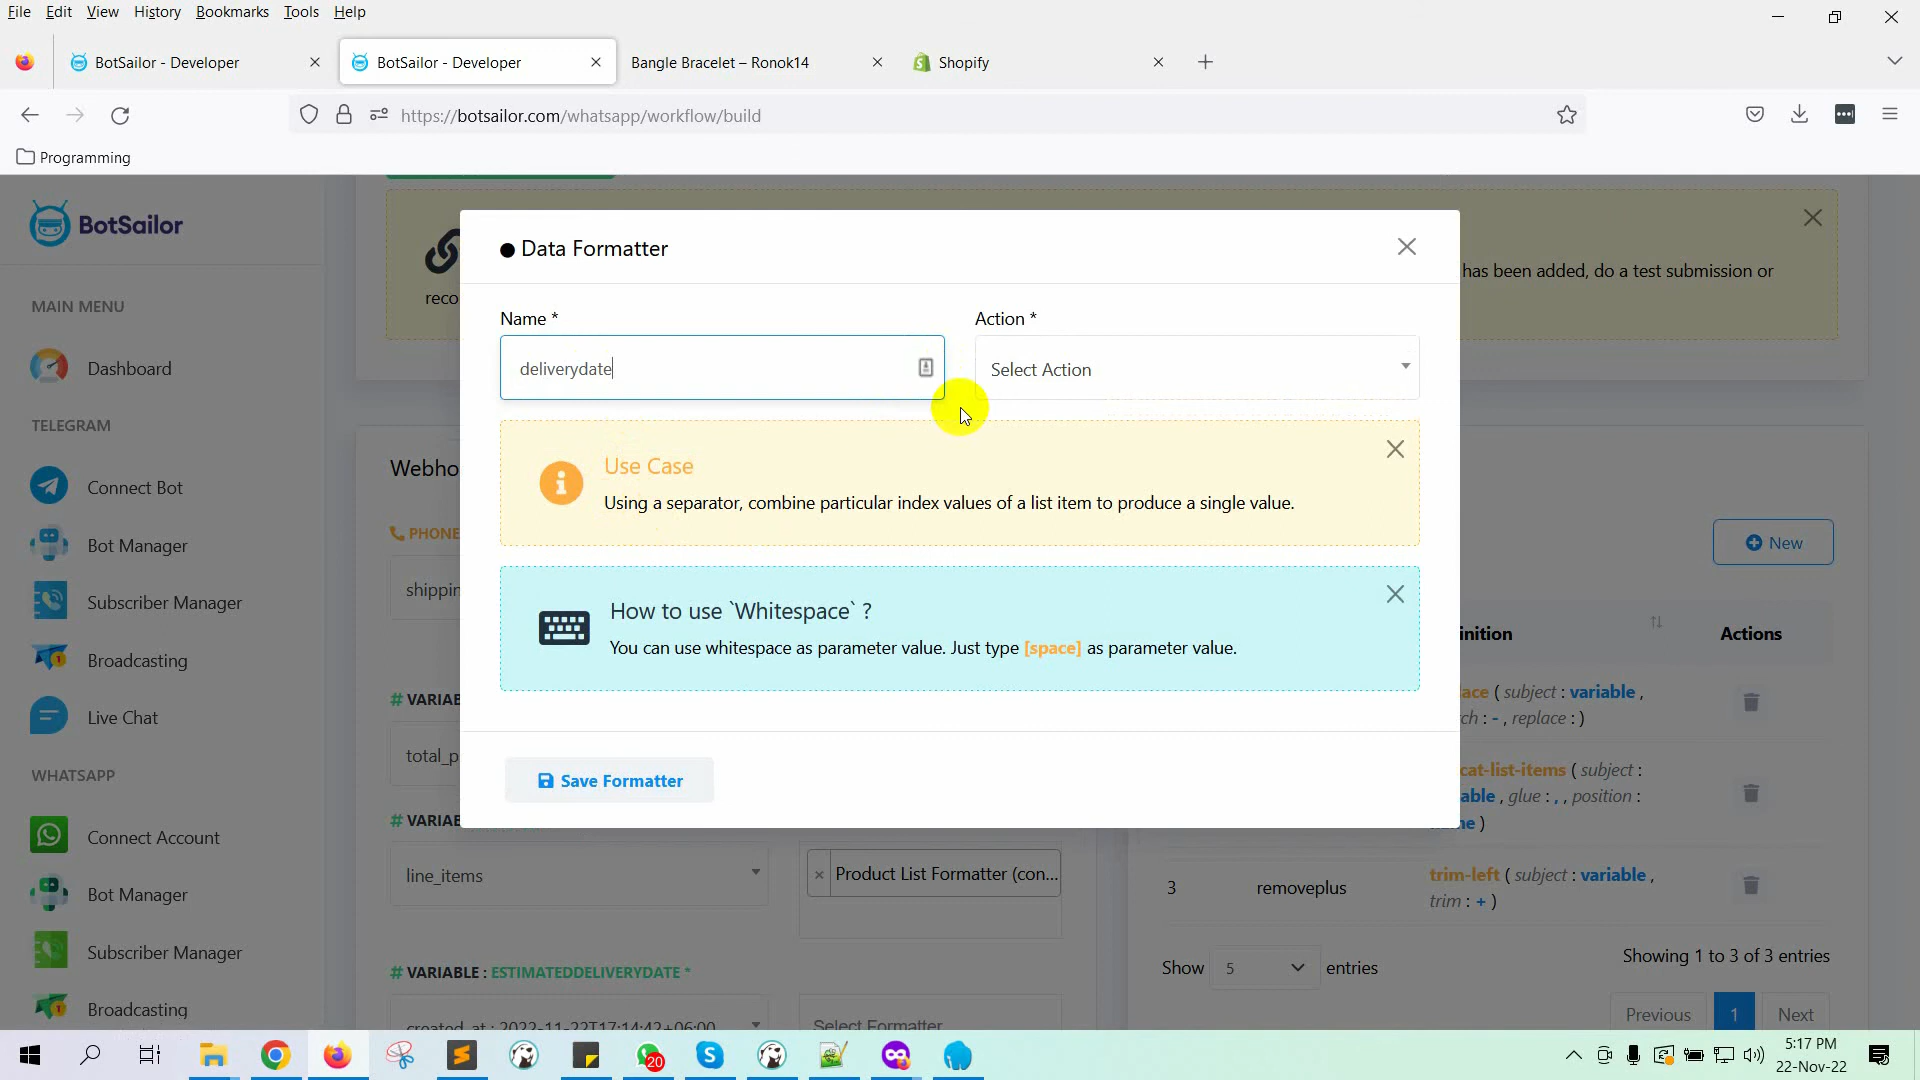 File Edit View History Bookmarks Tools Help
BotSailor - Developer
BotSailor - Developer
Bangle Bracelet – Ronok14
Shopify
https://botsailor.com/whatsapp/workflow/build
Programming
BotSailor
MAIN MENU
Dashboard
TELEGRAM
Connect Bot
Bot Manager
Subscriber Manager
Broadcasting
Live Chat
WHATSAPP
Connect Account
Bot Manager
Subscriber Manager
Broadcasting
has been added, do a test submission or
reco
Data Formatter
Name *
Action *
deliverydate
Select Action
Use Case
Using a separator, combine particular index values of a list item to produce a single value.
How to use `Whitespace` ?
You can use whitespace as parameter value. Just type [space] as parameter value.
Save Formatter
Webho
PHONE
shippin
# VARIAB
total_p
# VARIAB
line_items
× Product List Formatter (con...
# VARIABLE : ESTIMATEDDELIVERYDATE *
created_at : 2022-11-22T17:14:42+06:00
Select Formatter
New
inition
Actions
ace ( subject : variable ,
ch : - , replace : )
cat-list-items ( subject :
able , glue : , , position :
me )
3 removeplus trim-left ( subject : variable ,
trim : + )
Showing 1 to 3 of 3 entries
Show 5 entries
Previous 1 Next
20
5:17 PM
22-Nov-22